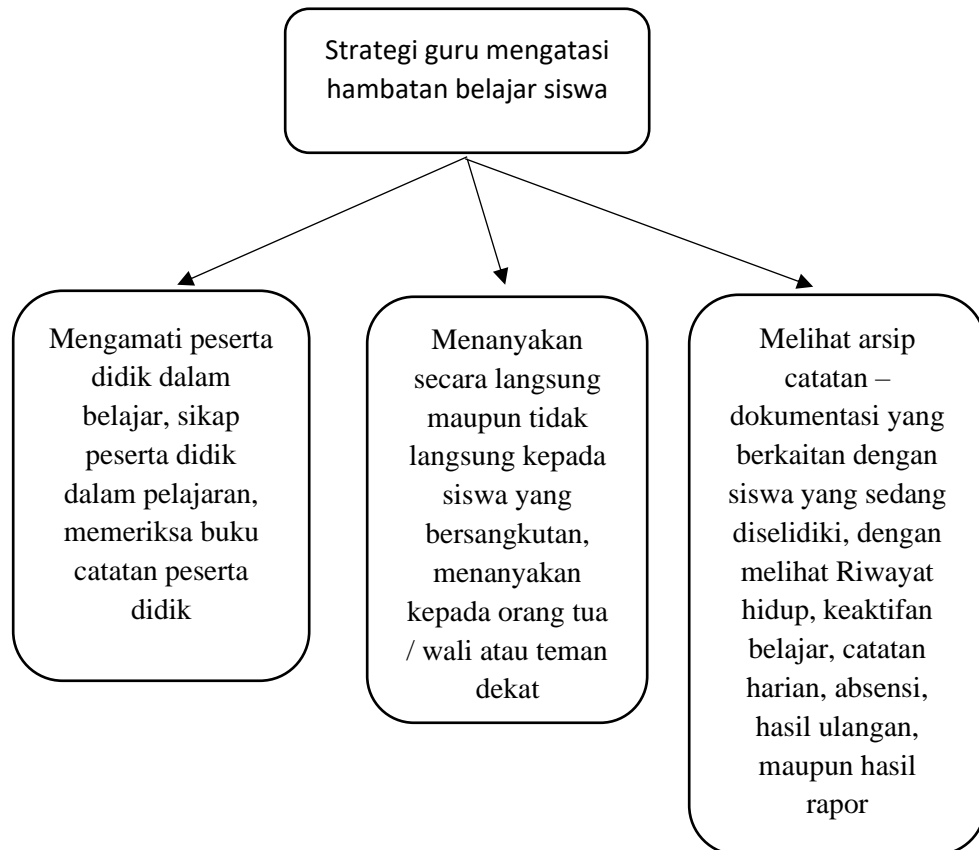 Strategi guru mengatasi
hambatan belajar siswa
Mengamati peserta
didik dalam
belajar, sikap
peserta didik
dalam pelajaran,
memeriksa buku
catatan peserta
didik
Menanyakan
secara langsung
maupun tidak
langsung kepada
siswa yang
bersangkutan,
menanyakan
kepada orang tua
/ wali atau teman
dekat
Melihat arsip
catatan –
dokumentasi yang
berkaitan dengan
siswa yang sedang
diselidiki, dengan
melihat Riwayat
hidup, keaktifan
belajar, catatan
harian, absensi,
hasil ulangan,
maupun hasil
rapor